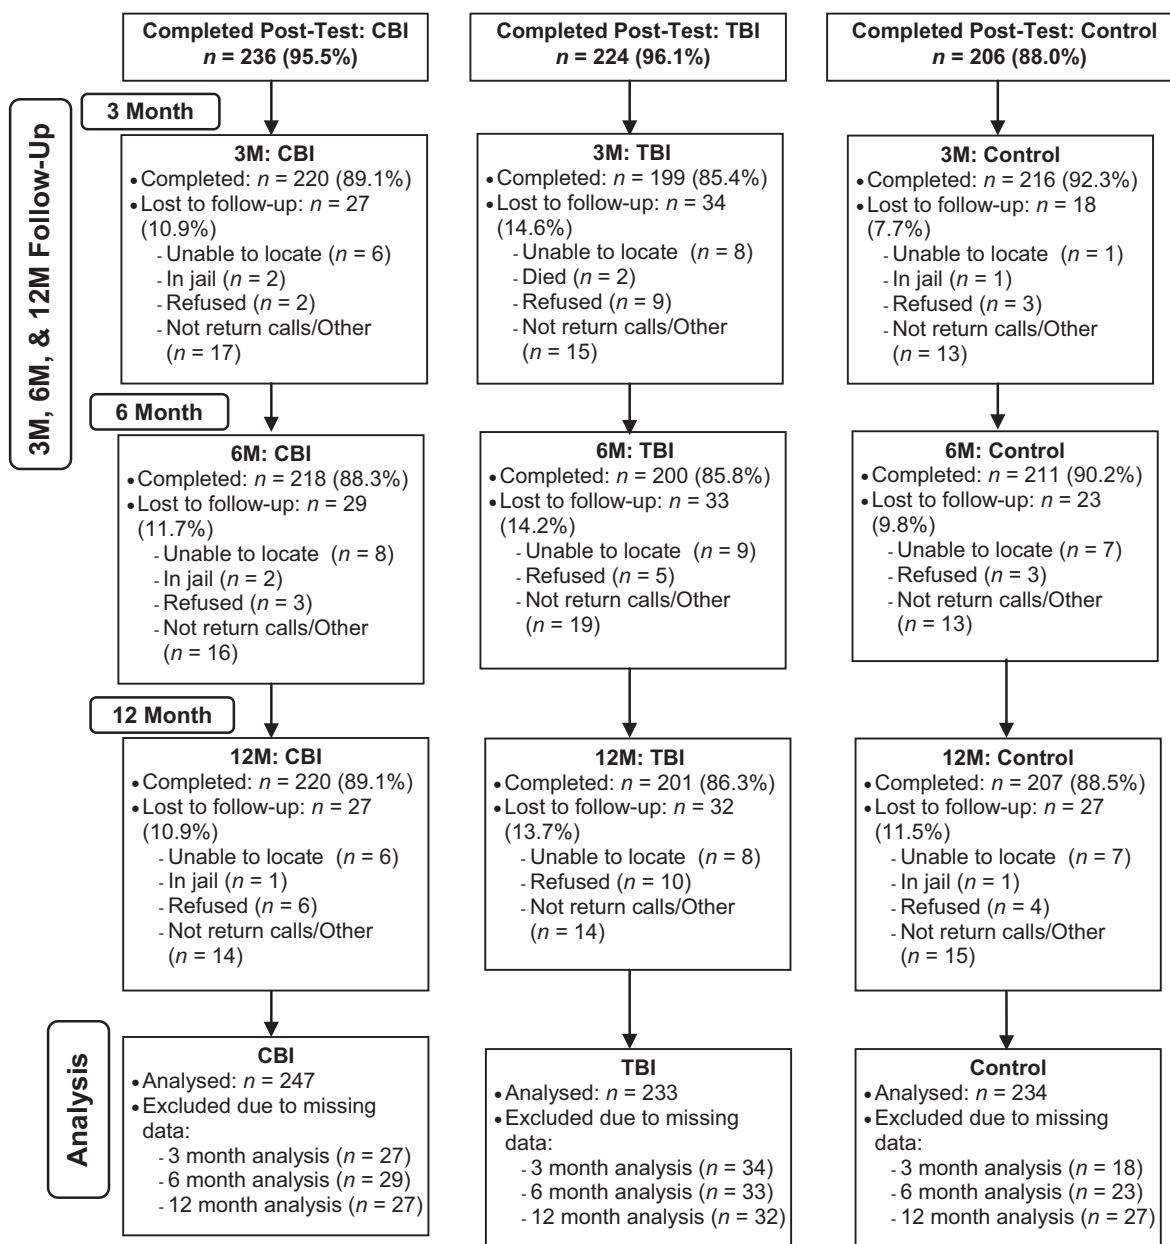 Completed Post-Test: CBI
n = 236 (95.5%)
Completed Post-Test: TBI
n = 224 (96.1%)
Completed Post-Test: Control
n = 206 (88.0%)
3M, 6M, & 12M Follow-Up
3 Month
3M: CBI
• Completed: n = 220 (89.1%)
• Lost to follow-up: n = 27
(10.9%)
- Unable to locate (n = 6)
- In jail (n = 2)
- Refused (n = 2)
- Not return calls/Other
(n = 17)
3M: TBI
• Completed: n = 199 (85.4%)
• Lost to follow-up: n = 34
(14.6%)
- Unable to locate (n = 8)
- Died (n = 2)
- Refused (n = 9)
- Not return calls/Other
(n = 15)
3M: Control
• Completed: n = 216 (92.3%)
• Lost to follow-up: n = 18
(7.7%)
- Unable to locate (n = 1)
- In jail (n = 1)
- Refused (n = 3)
- Not return calls/Other
(n = 13)
6 Month
6M: CBI
• Completed: n = 218 (88.3%)
• Lost to follow-up: n = 29
(11.7%)
- Unable to locate (n = 8)
- In jail (n = 2)
- Refused (n = 3)
- Not return calls/Other
(n = 16)
6M: TBI
• Completed: n = 200 (85.8%)
• Lost to follow-up: n = 33
(14.2%)
- Unable to locate (n = 9)
- Refused (n = 5)
- Not return calls/Other
(n = 19)
6M: Control
• Completed: n = 211 (90.2%)
• Lost to follow-up: n = 23
(9.8%)
- Unable to locate (n = 7)
- Refused (n = 3)
- Not return calls/Other
(n = 13)
12 Month
12M: CBI
• Completed: n = 220 (89.1%)
• Lost to follow-up: n = 27
(10.9%)
- Unable to locate (n = 6)
- In jail (n = 1)
- Refused (n = 6)
- Not return calls/Other
(n = 14)
12M: TBI
• Completed: n = 201 (86.3%)
• Lost to follow-up: n = 32
(13.7%)
- Unable to locate (n = 8)
- Refused (n = 10)
- Not return calls/Other
(n = 14)
12M: Control
• Completed: n = 207 (88.5%)
• Lost to follow-up: n = 27
(11.5%)
- Unable to locate (n = 7)
- In jail (n = 1)
- Refused (n = 4)
- Not return calls/Other
(n = 15)
Analysis
CBI
• Analysed: n = 247
• Excluded due to missing
data:
- 3 month analysis (n = 27)
- 6 month analysis (n = 29)
- 12 month analysis (n = 27)
TBI
• Analysed: n = 233
• Excluded due to missing
data:
- 3 month analysis (n = 34)
- 6 month analysis (n = 33)
- 12 month analysis (n = 32)
Control
• Analysed: n = 234
• Excluded due to missing
data:
- 3 month analysis (n = 18)
- 6 month analysis (n = 23)
- 12 month analysis (n = 27)